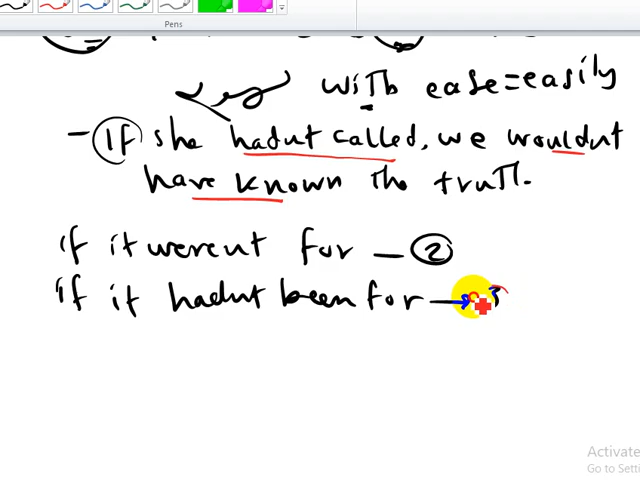 Pens
with ease=easily
- If she hadnt called, we wouldnt
have known the truth.
if it werent for - 2
if it hadnt been for → 3
Activate
Go to Setti